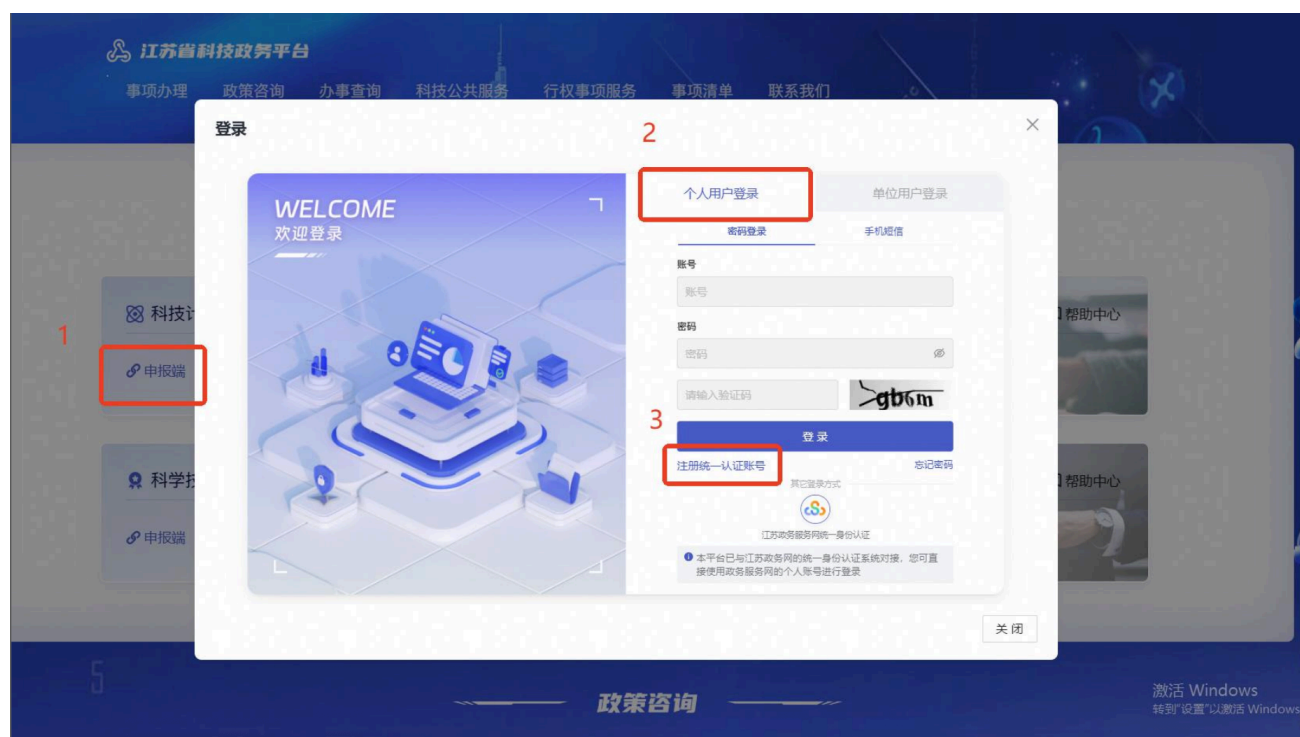 江苏省科技政务平台
事项办理 政策咨询 办事查询 科技公共服务 行权事项服务 事项清单 联系我们
登录
2
个人用户登录 单位用户登录
WELCOME
欢迎登录
密码登录 手机短信
账号
账号
密码
密码
请输入验证码 gb6m
3
登 录
注册统一认证账号 忘记密码
其它登录方式
江苏政务服务网统一身份认证
本平台已与江苏政务网的统一身份认证系统对接，您可直
接使用政务服务网的个人账号进行登录
关 闭
1
科技计
申报端
帮助中心
科学技
申报端
帮助中心
政策咨询
激活 Windows
转到"设置"以激活 Windows